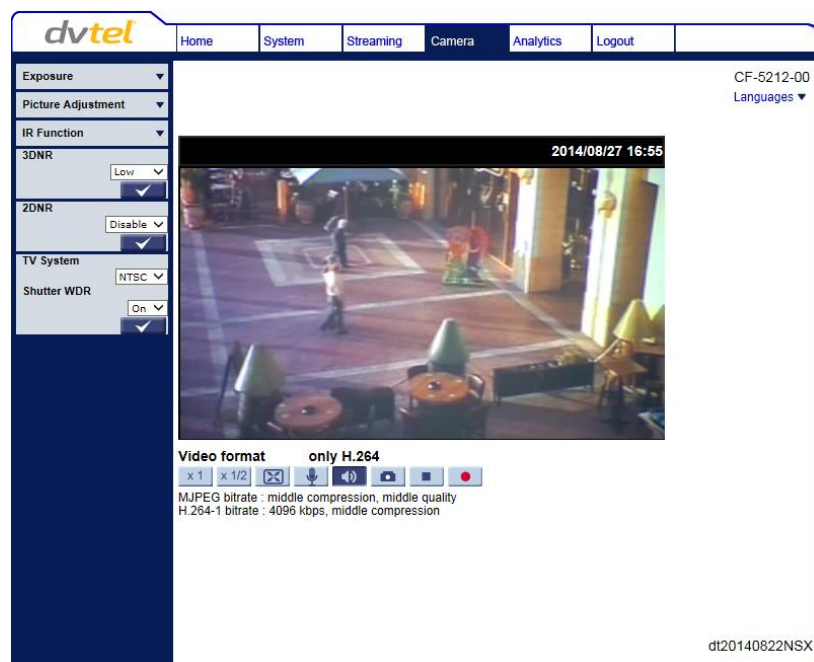 dvtel
Home System Streaming Camera Analytics Logout
CF-5212-00
Languages
Exposure
Picture Adjustment
IR Function
3DNR
Low
2DNR
Disable
TV System
NTSC
Shutter WDR
On
2014/08/27 16:55
Video format only H.264
x 1 x 1/2
MJPEG bitrate : middle compression, middle quality
H.264-1 bitrate : 4096 kbps, middle compression
dt20140822NSX